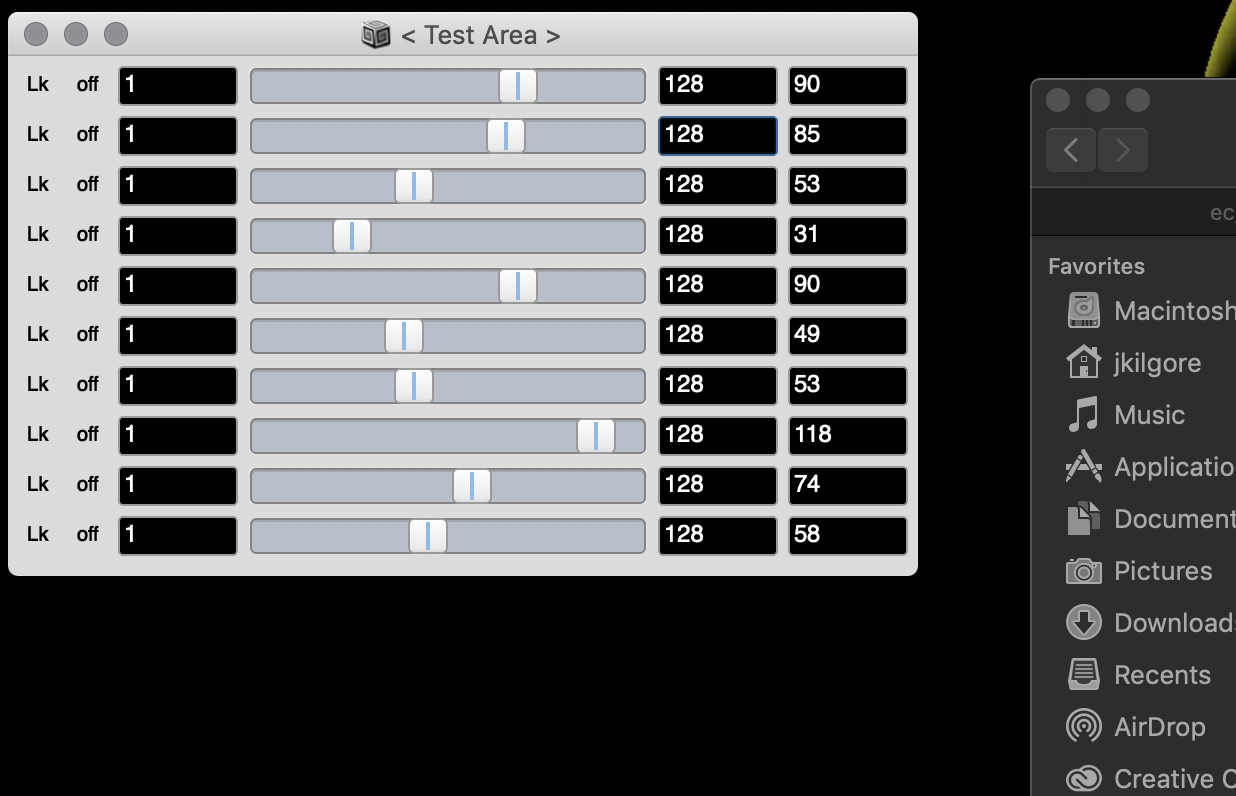 < Test Area >
Lk off 1 128 90
Lk off 1 128 85
Lk off 1 128 53
Lk off 1 128 31
Lk off 1 128 90
Lk off 1 128 49
Lk off 1 128 53
Lk off 1 128 118
Lk off 1 128 74
Lk off 1 128 58
ec
Favorites
Macintosh
jkilgore
Music
Applicatio
Document
Pictures
Downloads
Recents
AirDrop
Creative C